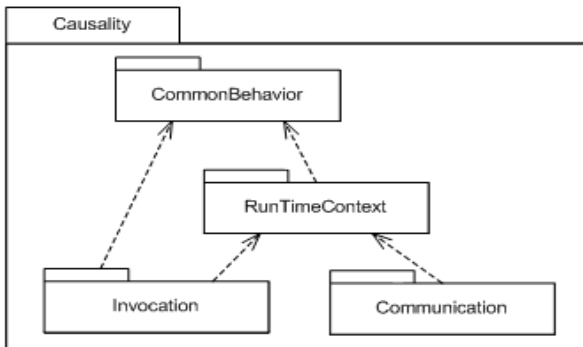 Causality
CommonBehavior
RunTimeContext
Invocation
Communication